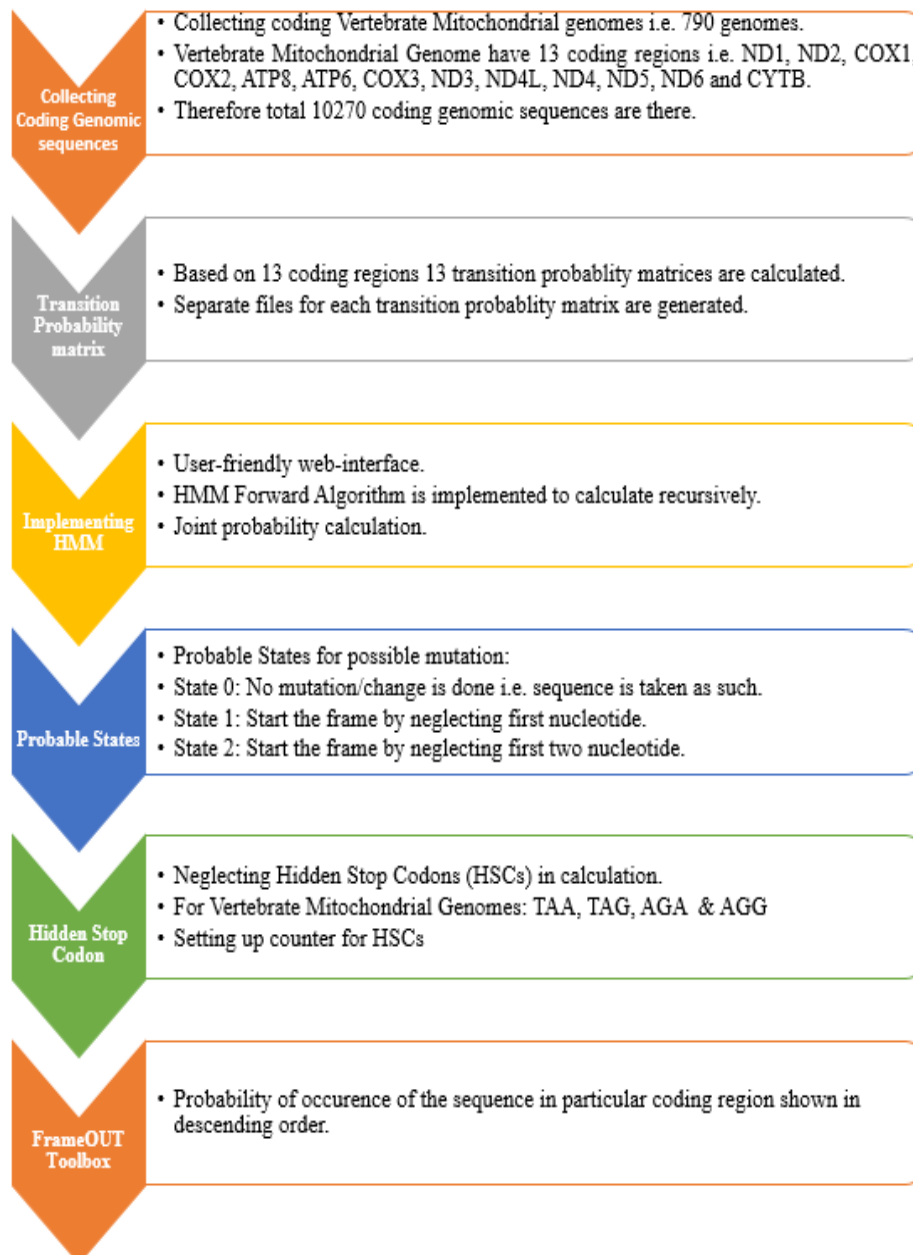 Collecting
Coding Genomic
sequences
• Collecting coding Vertebrate Mitochondrial genomes i.e. 790 genomes.
• Vertebrate Mitochondrial Genome have 13 coding regions i.e. ND1, ND2, COX1,
COX2, ATP8, ATP6, COX3, ND3, ND4L, ND4, ND5, ND6 and CYTB.
• Therefore total 10270 coding genomic sequences are there.
Transition
Probability
matrix
• Based on 13 coding regions 13 transition probablity matrices are calculated.
• Separate files for each transition probablity matrix are generated.
Implementing
HMM
• User-friendly web-interface.
• HMM Forward Algorithm is implemented to calculate recursively.
• Joint probability calculation.
Probable States
• Probable States for possible mutation:
• State 0: No mutation/change is done i.e. sequence is taken as such.
• State 1: Start the frame by neglecting first nucleotide.
• State 2: Start the frame by neglecting first two nucleotide.
Hidden Stop
Codon
• Neglecting Hidden Stop Codons (HSCs) in calculation.
• For Vertebrate Mitochondrial Genomes: TAA, TAG, AGA & AGG
• Setting up counter for HSCs
FrameOUT
Toolbox
• Probability of occurence of the sequence in particular coding region shown in
descending order.